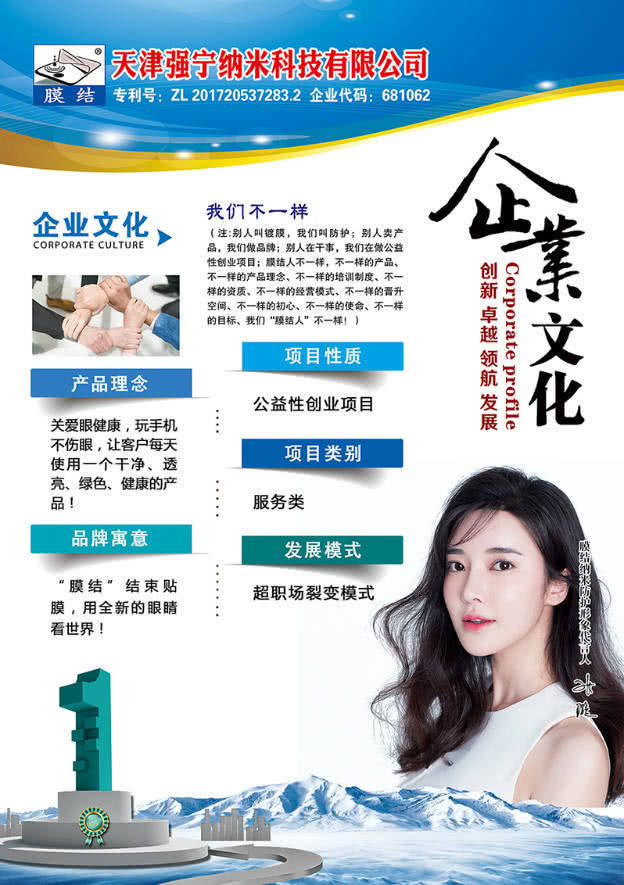 膜结
®
天津强宁纳米科技有限公司
专利号：ZL 201720537283.2 企业代码：681062
企業文化
Corporate profile
创新 卓越 领航 发展
企业文化
CORPORATE CULTURE
我们不一样
（注:别人叫镀膜，我们叫防护；别人卖产
品，我们做品牌；别人在干事，我们在做公益
性创业项目；膜结人不一样，不一样的产品、
不一样的产品理念、不一样的培训制度、不一
样的资质、不一样的经营模式、不一样的晋升
空间、不一样的初心、不一样的使命、不一样
的目标、我们“膜结人”不一样！）
产品理念
关爱眼健康，玩手机
不伤眼，让客户每天
使用一个干净、透
亮、绿色、健康的产
品！
品牌寓意
“膜结”结束贴
膜，用全新的眼睛
看世界！
项目性质
公益性创业项目
项目类别
服务类
发展模式
超职场裂变模式
膜结纳米防护形象代言人
1